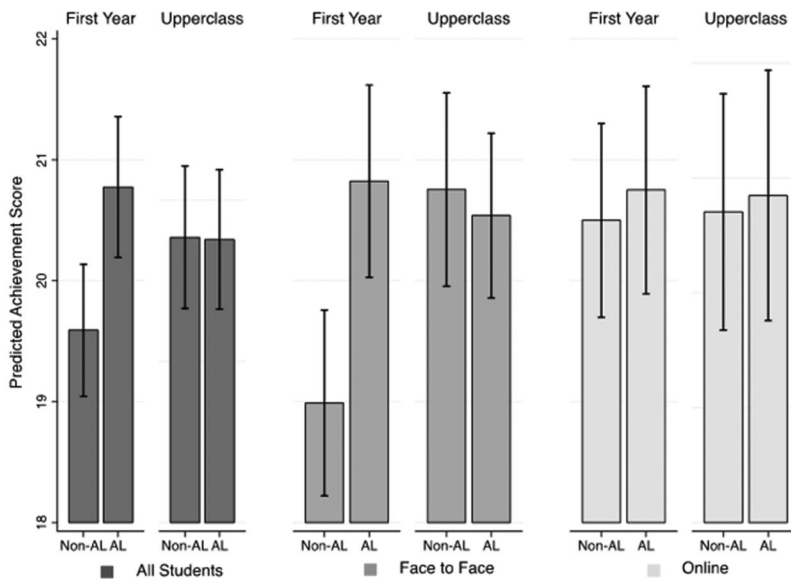 First Year Upperclass First Year Upperclass First Year Upperclass
22
21
20
19
18
Predicted Achievement Score
Non-AL AL Non-AL AL Non-AL AL Non-AL AL Non-AL AL Non-AL AL
All Students Face to Face Online